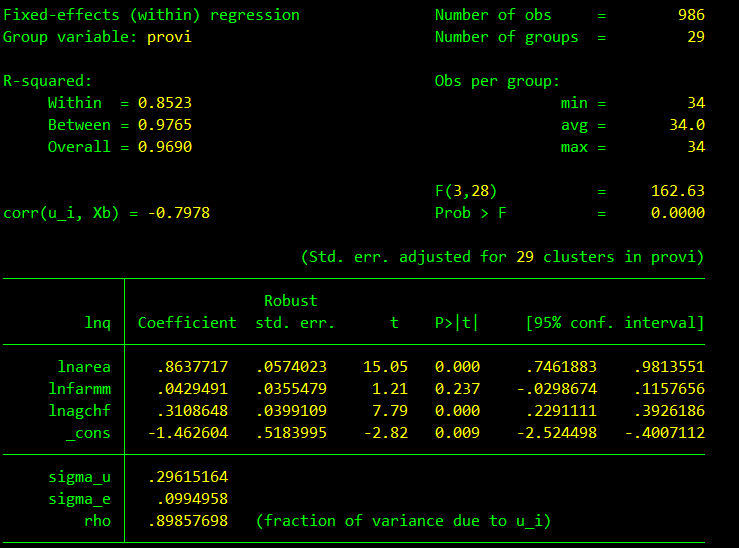 Fixed-effects (within) regression Number of obs = 986
Group variable: provi Number of groups = 29
R-squared: Obs per group:
Within = 0.8523 min = 34
Between = 0.9765 avg = 34.0
Overall = 0.9690 max = 34
F(3,28) = 162.63
corr(u_i, Xb) = -0.7978 Prob > F = 0.0000
(Std. err. adjusted for 29 clusters in provi)
Robust
lnq Coefficient std. err. t P>|t| [95% conf. interval]
lnarea .8637717 .0574023 15.05 0.000 .7461883 .9813551
lnfarmm .0429491 .0355479 1.21 0.237 -.0298674 .1157656
lnagchf .3108648 .0399109 7.79 0.000 .2291111 .3926186
_cons -1.462604 .5183995 -2.82 0.009 -2.524498 -.4007112
sigma_u .29615164
sigma_e .0994958
rho .89857698 (fraction of variance due to u_i)